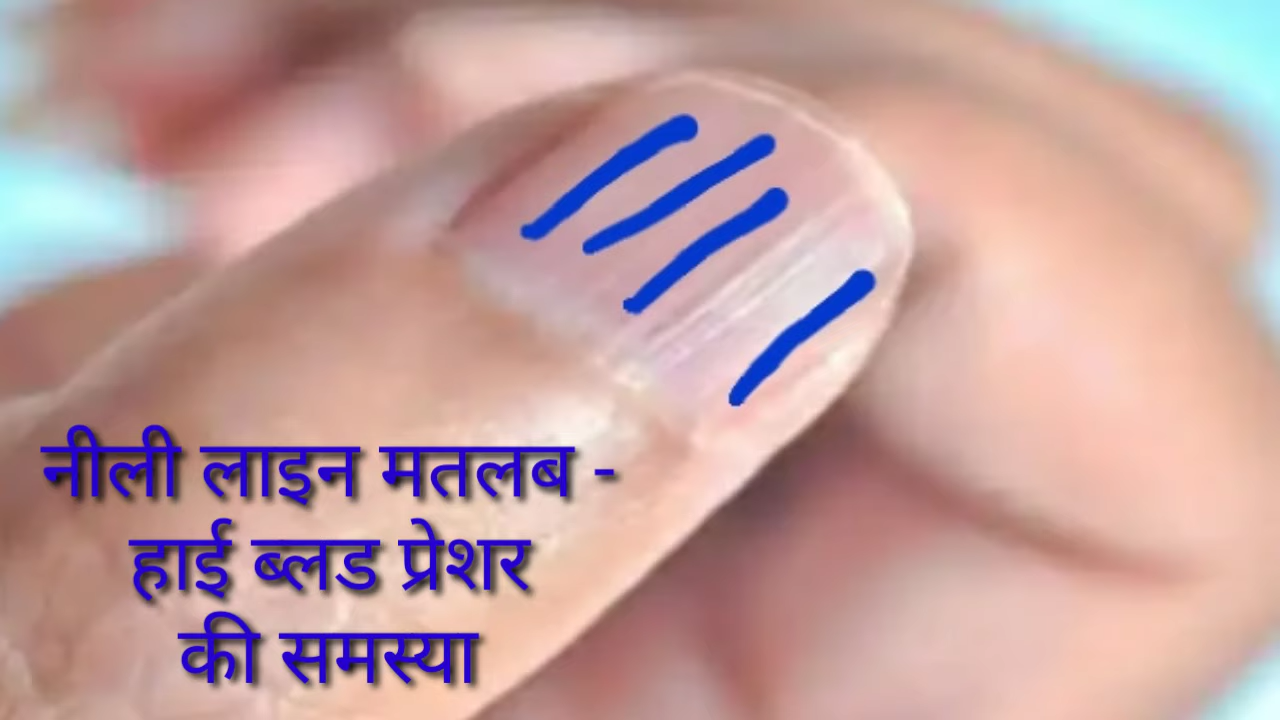 नीली लाइन मतलब -
हाई ब्लड प्रेशर
की समस्या